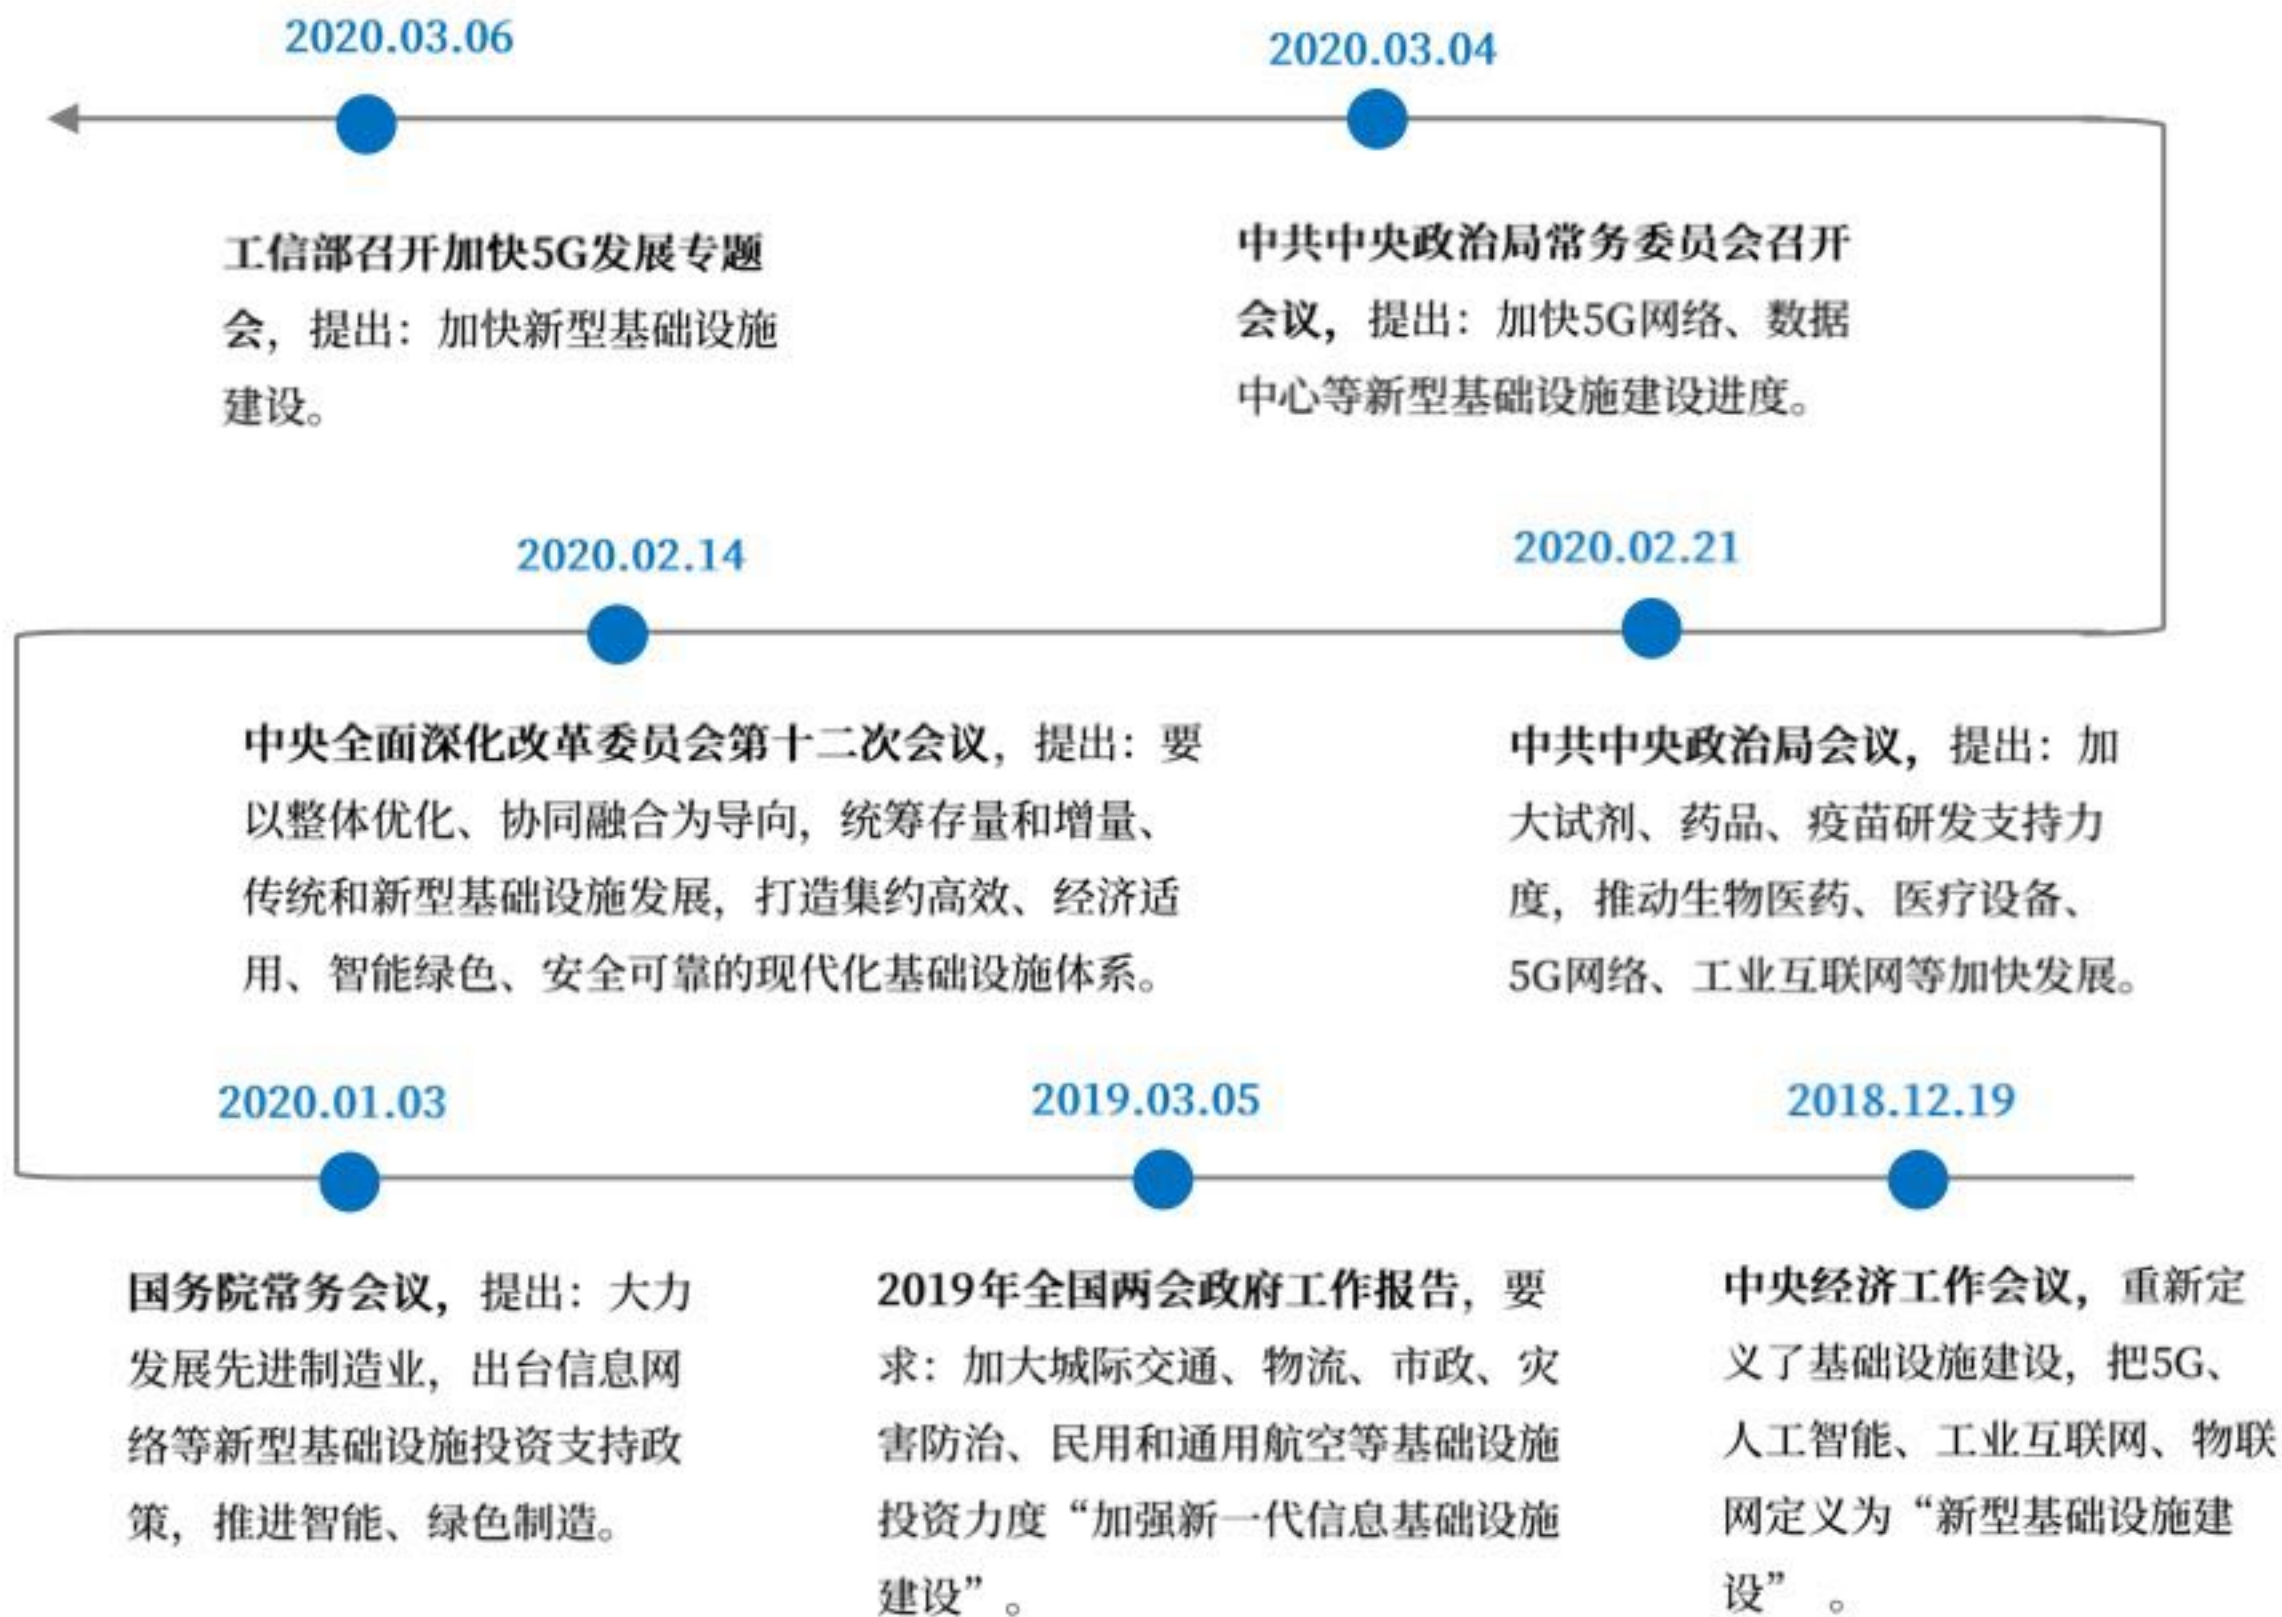 2020.03.06
工信部召开加快5G发展专题
会，提出：加快新型基础设施
建设。
2020.03.04
中共中央政治局常务委员会召开
会议，提出：加快5G网络、数据
中心等新型基础设施建设进度。
2020.02.14
中央全面深化改革委员会第十二次会议，提出：要
以整体优化、协同融合为导向，统筹存量和增量、
传统和新型基础设施发展，打造集约高效、经济适
用、智能绿色、安全可靠的现代化基础设施体系。
2020.02.21
中共中央政治局会议，提出：加
大试剂、药品、疫苗研发支持力
度，推动生物医药、医疗设备、
5G网络、工业互联网等加快发展。
2020.01.03
国务院常务会议，提出：大力
发展先进制造业，出台信息网
络等新型基础设施投资支持政
策，推进智能、绿色制造。
2019.03.05
2019年全国两会政府工作报告，要
求：加大城际交通、物流、市政、灾
害防治、民用和通用航空等基础设施
投资力度“加强新一代信息基础设施
建设”。
2018.12.19
中央经济工作会议，重新定
义了基础设施建设，把5G、
人工智能、工业互联网、物联
网定义为“新型基础设施建
设” 。